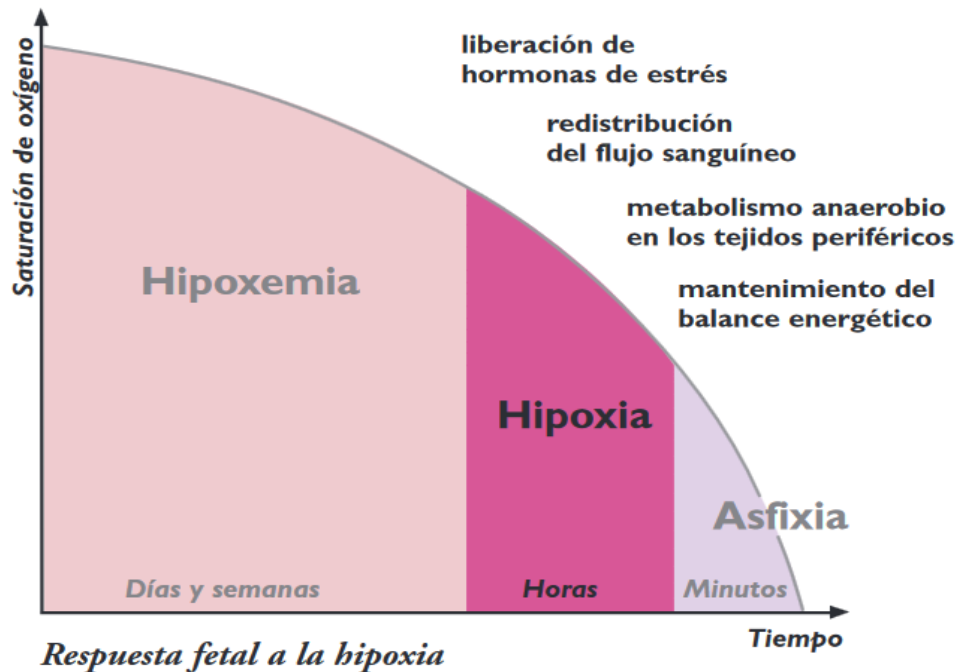 Saturación de oxígeno
liberación de
hormonas de estrés
redistribución
del flujo sanguíneo
metabolismo anaerobio
en los tejidos periféricos
mantenimiento del
balance energético
Hipoxemia
Hipoxia
Asfixia
Días y semanas
Horas
Minutos
Tiempo
Respuesta fetal a la hipoxia